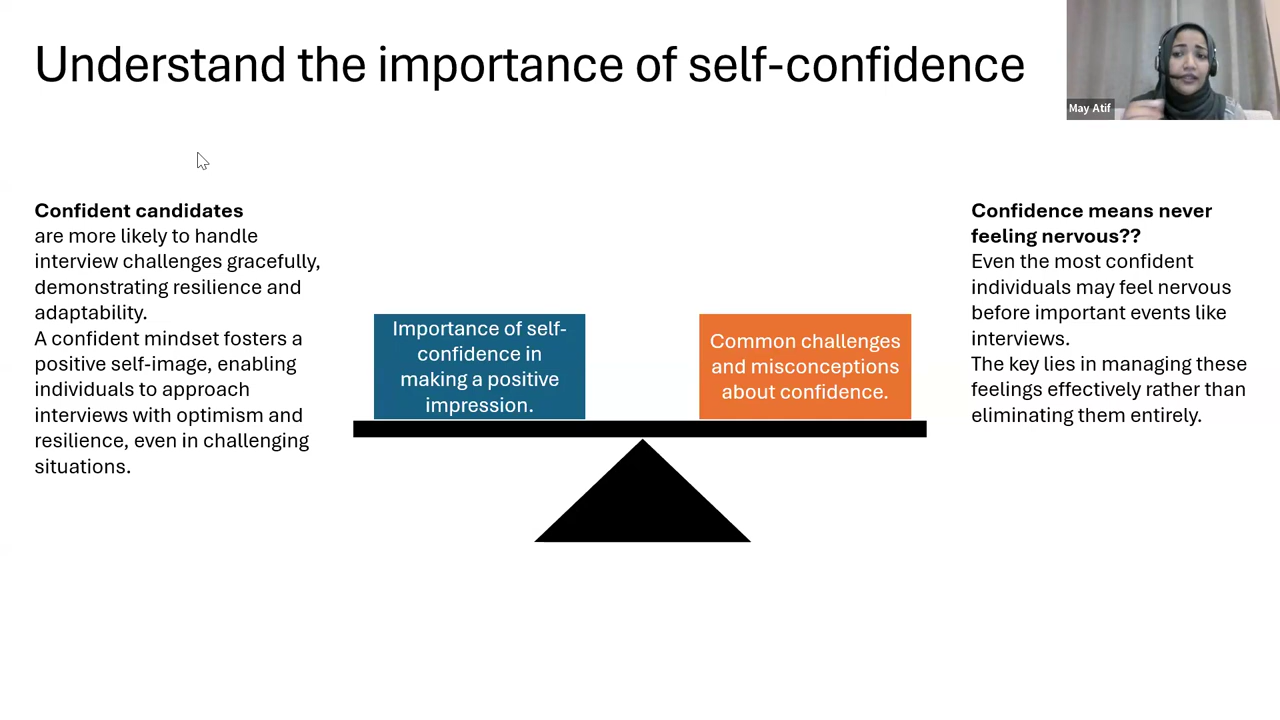 Understand the importance of self-confidence
May Atif
Confident candidates
are more likely to handle
interview challenges gracefully,
demonstrating resilience and
adaptability.
A confident mindset fosters a
positive self-image, enabling
individuals to approach
interviews with optimism and
resilience, even in challenging
situations.
Importance of self-
confidence in
making a positive
impression.
Common challenges
and misconceptions
about confidence.
Confidence means never
feeling nervous??
Even the most confident
individuals may feel nervous
before important events like
interviews.
The key lies in managing these
feelings effectively rather than
eliminating them entirely.